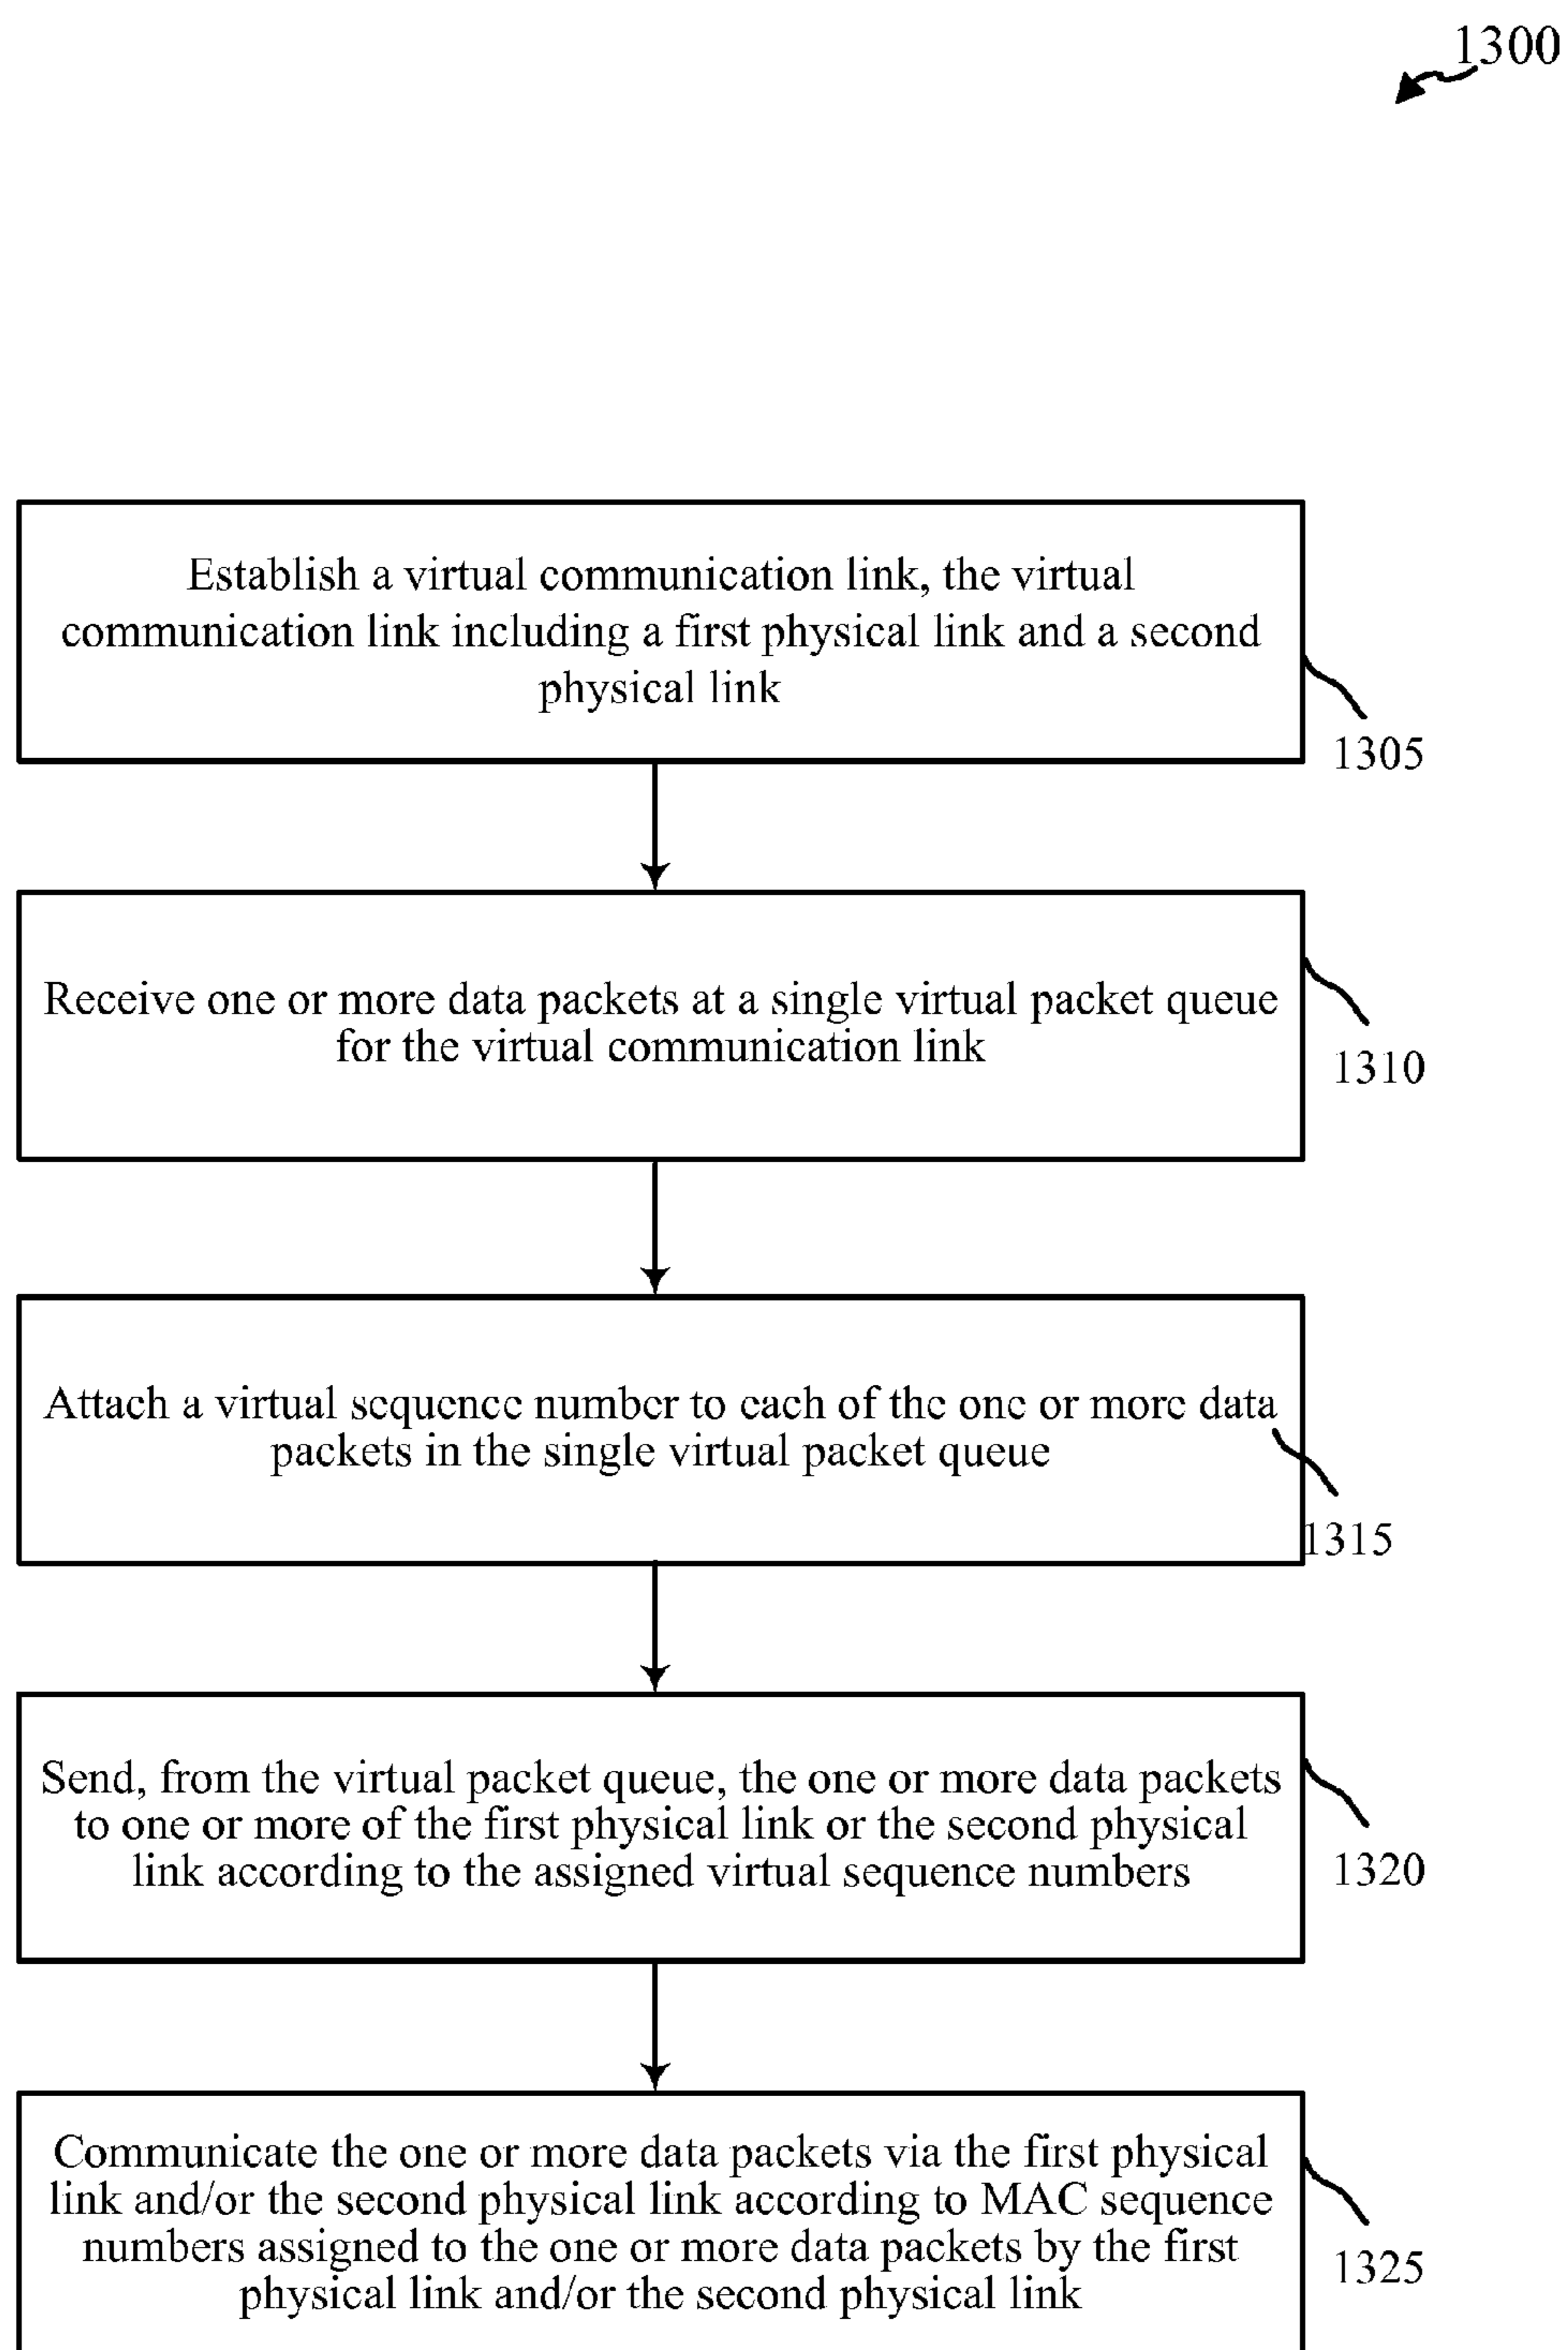 1300
Establish a virtual communication link, the virtual
communication link including a first physical link and a second
physical link
1305
Receive one or more data packets at a single virtual packet queue
for the virtual communication link
1310
Attach a virtual sequence number to each of the one or more data
packets in the single virtual packet queue
1315
Send, from the virtual packet queue, the one or more data packets
to one or more of the first physical link or the second physical
link according to the assigned virtual sequence numbers
1320
Communicate the one or more data packets via the first physical
link and/or the second physical link according to MAC sequence
numbers assigned to the one or more data packets by the first
physical link and/or the second physical link
1325